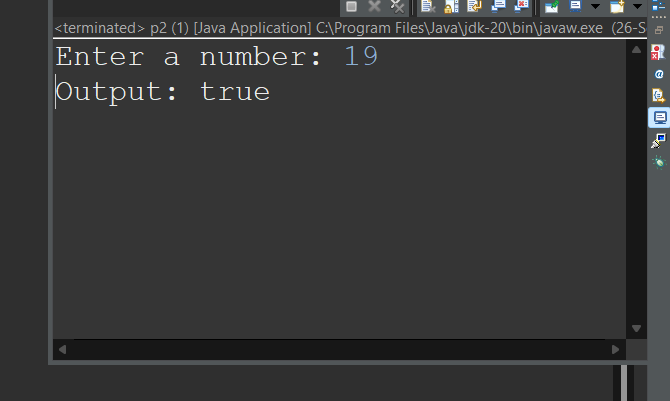 <terminated> p2 (1) [Java Application] C:\Program Files\Java\jdk-20\bin\javaw.exe (26-S
Enter a number: 19
Output: true